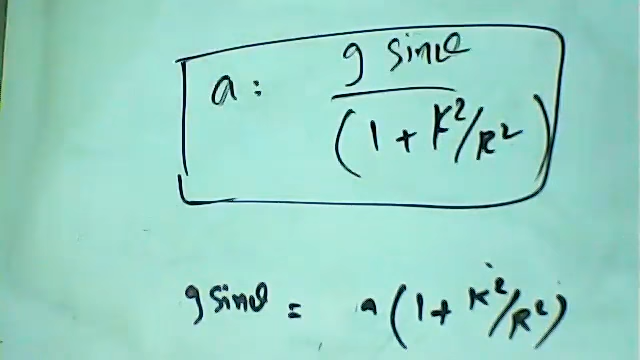 a : g sinθ / (1 + K²/R²)
g sinθ = a (1 + K²/R²)